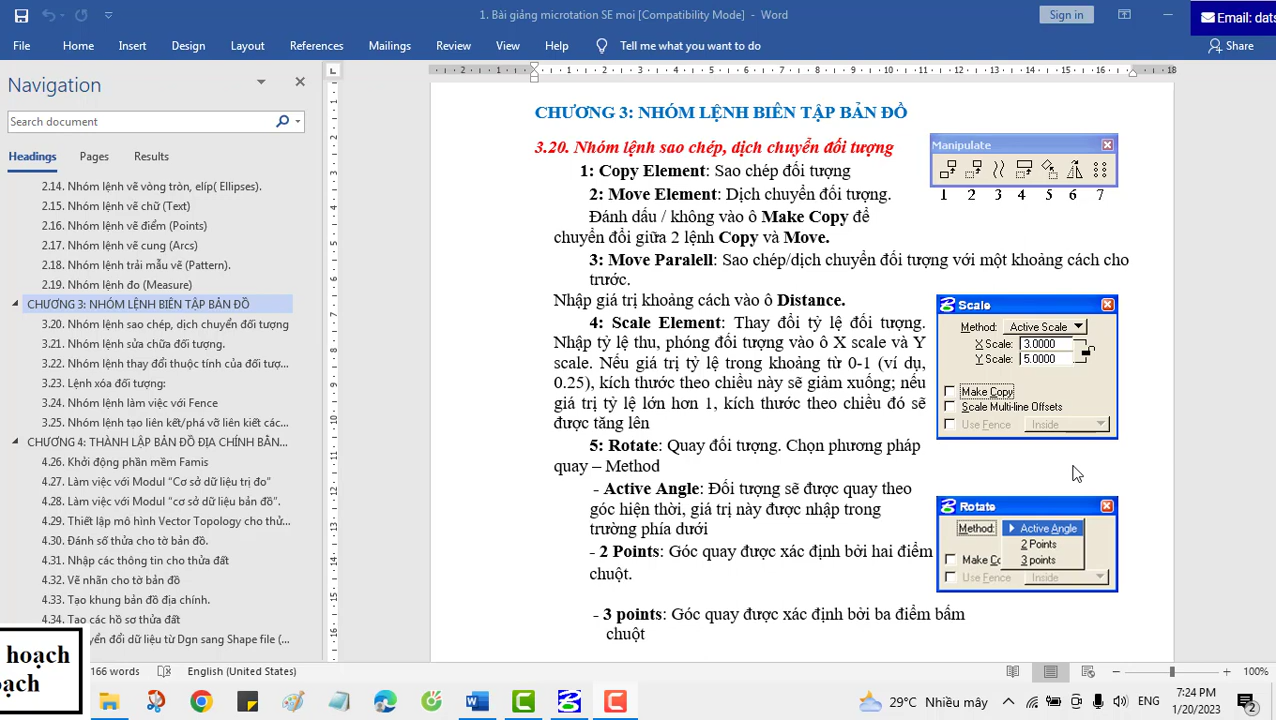 1. Bài giảng microtation SE moi [Compatibility Mode] - Word
Sign in
Email: dats
File
Home
Insert
Design
Layout
References
Mailings
Review
View
Help
Tell me what you want to do
Share
Navigation
Search document
Headings
Pages
Results
2.14. Nhóm lệnh vẽ vòng tròn, elíp( Ellipses).
2.15. Nhóm lệnh vẽ chữ (Text)
2.16. Nhóm lệnh vẽ điểm (Points)
2.17. Nhóm lệnh vẽ cung (Arcs)
2.18. Nhóm lệnh trải mẫu vẽ (Pattern).
2.19. Nhóm lệnh đo (Measure)
CHƯƠNG 3: NHÓM LỆNH BIÊN TẬP BẢN ĐỒ
3.20. Nhóm lệnh sao chép, dịch chuyển đối tượng
3.21. Nhóm lệnh sửa chữa đối tượng.
3.22. Nhóm lệnh thay đổi thuộc tính của đối tượ...
3.23. Lệnh xóa đối tượng:
3.24. Nhóm lệnh làm việc với Fence
3.25. Nhóm lệnh tạo liên kết/phá vỡ liên kiết các...
CHƯƠNG 4: THÀNH LẬP BẢN ĐỒ ĐỊA CHÍNH BẰN...
4.26. Khởi động phần mềm Famis
4.27. Làm việc với Modul “Cơ sở dữ liệu trị đo”
4.28. Làm việc với Modul “cơ sở dữ liệu bản đồ”.
4.29. Thiết lập mô hình Vector Topology cho thử...
4.30. Đánh số thửa cho tờ bản đồ.
4.31. Nhập các thông tin cho thửa đất
4.32. Vẽ nhãn cho tờ bản đồ
4.33. Tạo khung bản đồ địa chính.
4.34. Tạo các hồ sơ thửa đất
yển đổi dữ liệu từ Dgn sang Shape file (...
hoạch
oạch
CHƯƠNG 3: NHÓM LỆNH BIÊN TẬP BẢN ĐỒ
3.20. Nhóm lệnh sao chép, dịch chuyển đối tượng
1: Copy Element: Sao chép đối tượng
2: Move Element: Dịch chuyển đối tượng.
Đánh dấu / không vào ô Make Copy để
chuyển đổi giữa 2 lệnh Copy và Move.
Manipulate
1 2 3 4 5 6 7
3: Move Paralell: Sao chép/dịch chuyển đối tượng với một khoảng cách cho
trước.
Nhập giá trị khoảng cách vào ô Distance.
4: Scale Element: Thay đổi tỷ lệ đối tượng.
Nhập tỷ lệ thu, phóng đối tượng vào ô X scale và Y
scale. Nếu giá trị tỷ lệ trong khoảng từ 0-1 (ví dụ,
0.25), kích thước theo chiều này sẽ giảm xuống; nếu
giá trị tỷ lệ lớn hơn 1, kích thước theo chiều đó sẽ
được tăng lên
Scale
Method: Active Scale
X Scale: 3.0000
Y Scale: 5.0000
Make Copy
Scale Multi-line Offsets
Use Fence Inside
5: Rotate: Quay đối tượng. Chọn phương pháp
quay – Method
- Active Angle: Đối tượng sẽ được quay theo
góc hiện thời, giá trị này được nhập trong
trường phía dưới
- 2 Points: Góc quay được xác định bởi hai điểm
chuột.
- 3 points: Góc quay được xác định bởi ba điểm bấm
chuột
Rotate
Method: Active Angle
2 Points
Make Co 3 points
Use Fence Inside
166 words
English (United States)
100%
29°C Nhiều mây
ENG
7:24 PM
1/20/2023
2